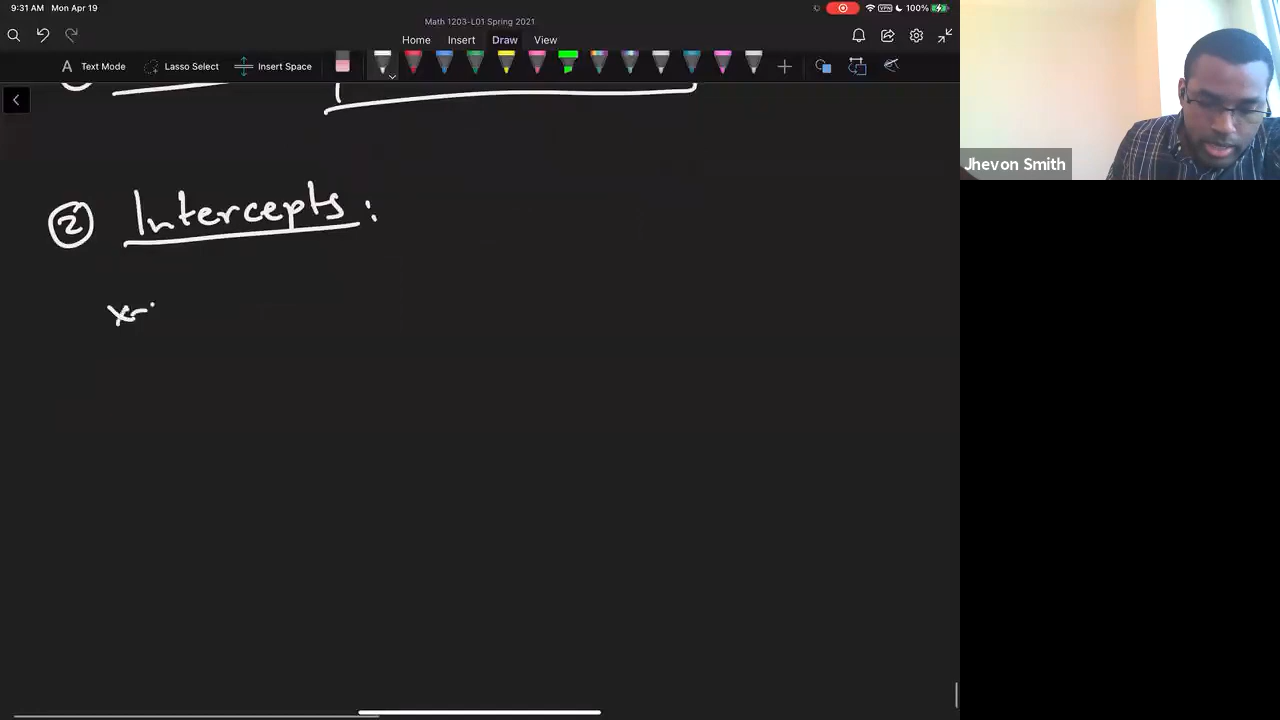 9:31 AM Mon Apr 19
100%
Math 1203-L01 Spring 2021
Home Insert Draw View
Text Mode Lasso Select Insert Space
② Intercepts:
x-
Jhevon Smith